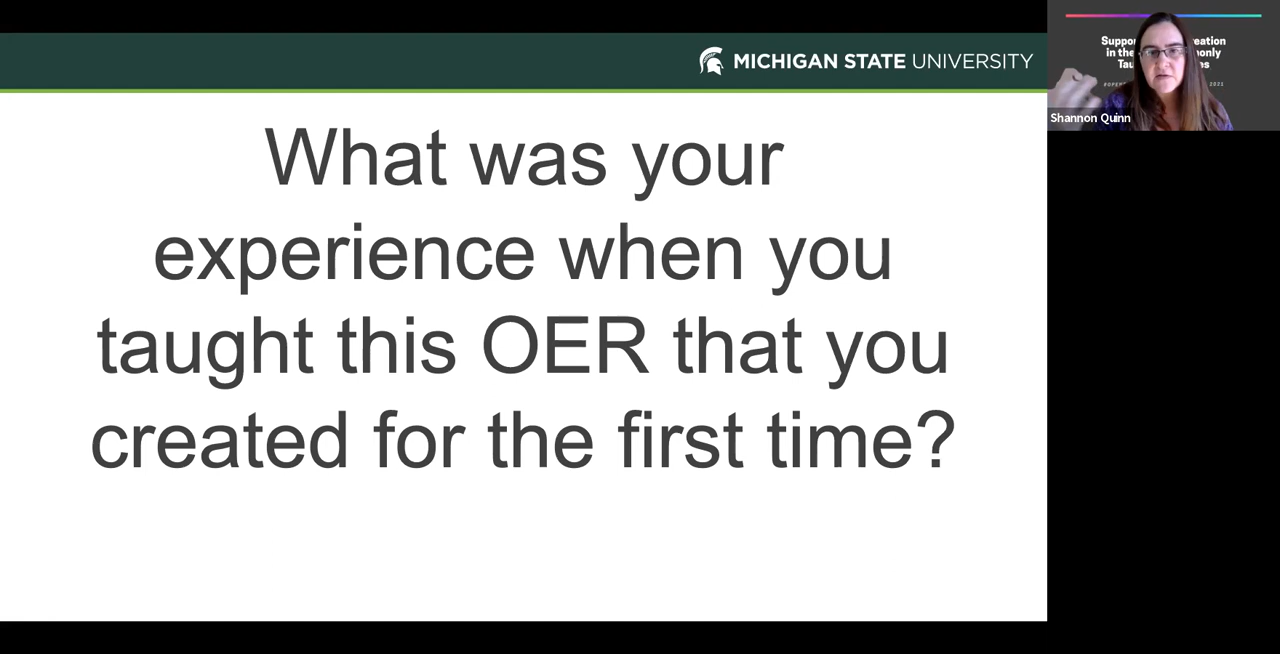 MICHIGAN STATE UNIVERSITY
What was your
experience when you
taught this OER that you
created for the first time?
2021
Shannon Quinn